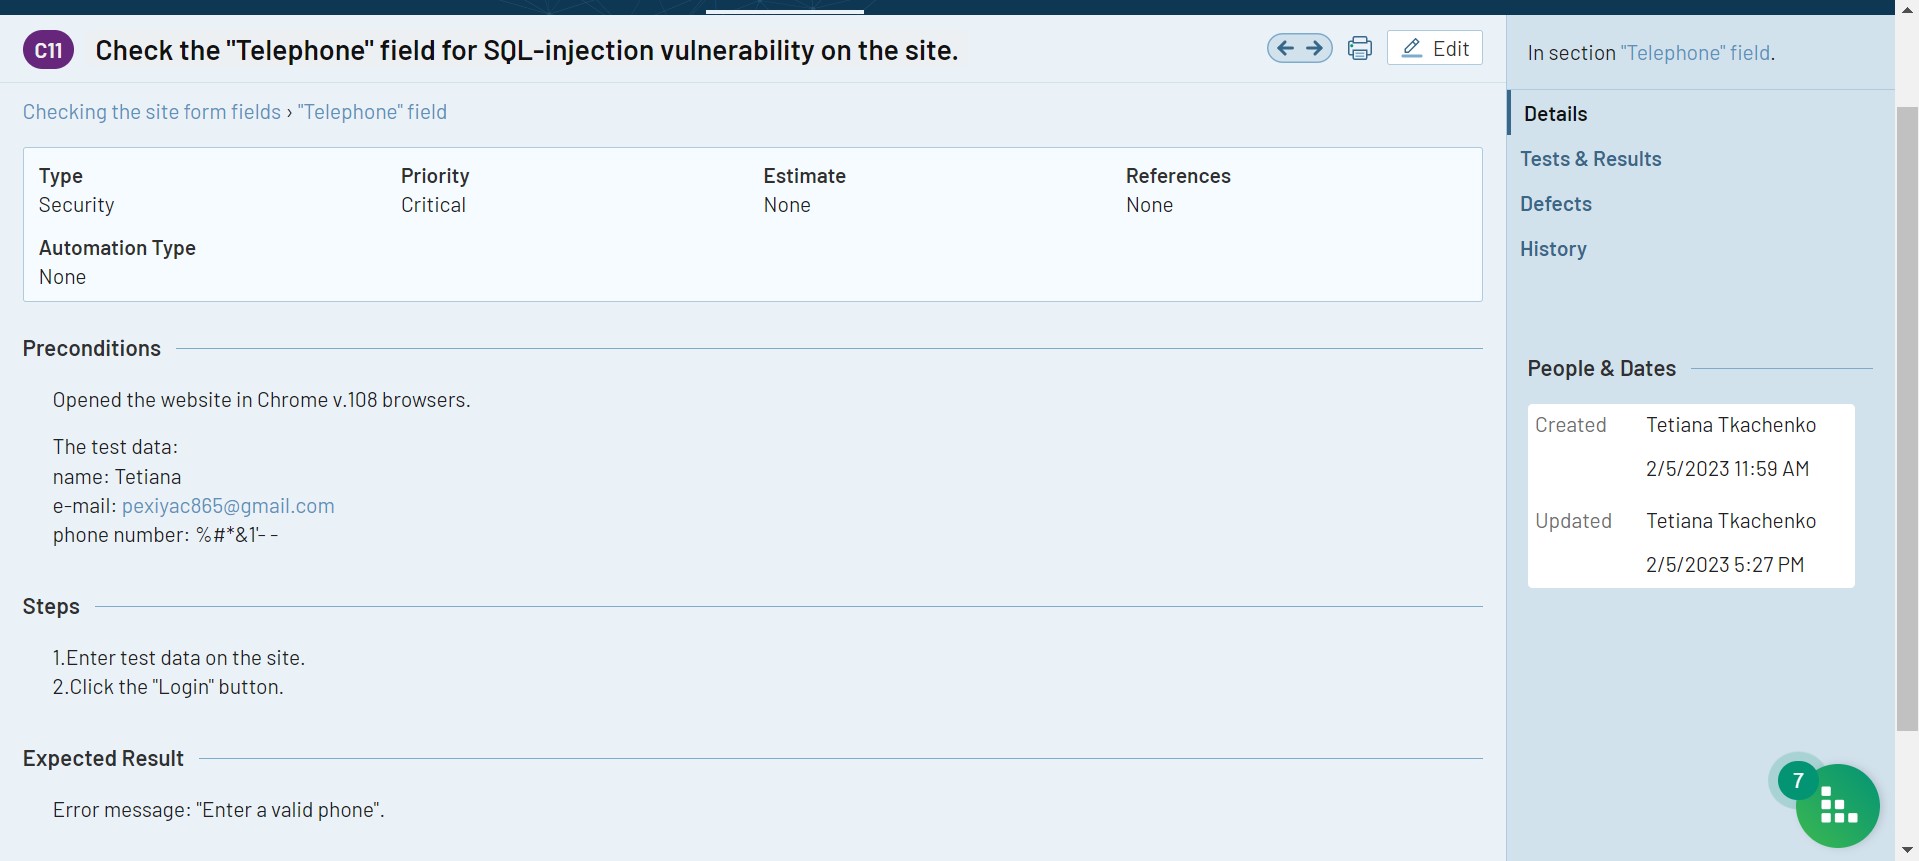 C11 Check the "Telephone" field for SQL-injection vulnerability on the site.
Edit
Checking the site form fields › "Telephone" field
Type
Security
Priority
Critical
Estimate
None
References
None
Automation Type
None
Preconditions
Opened the website in Chrome v.108 browsers.
The test data:
name: Tetiana
e-mail: pexiyac865@gmail.com
phone number: %#*&1'- -
Steps
1.Enter test data on the site.
2.Click the "Login" button.
Expected Result
Error message: "Enter a valid phone".
In section "Telephone" field.
Details
Tests & Results
Defects
History
People & Dates
Created Tetiana Tkachenko
2/5/2023 11:59 AM
Updated Tetiana Tkachenko
2/5/2023 5:27 PM
7